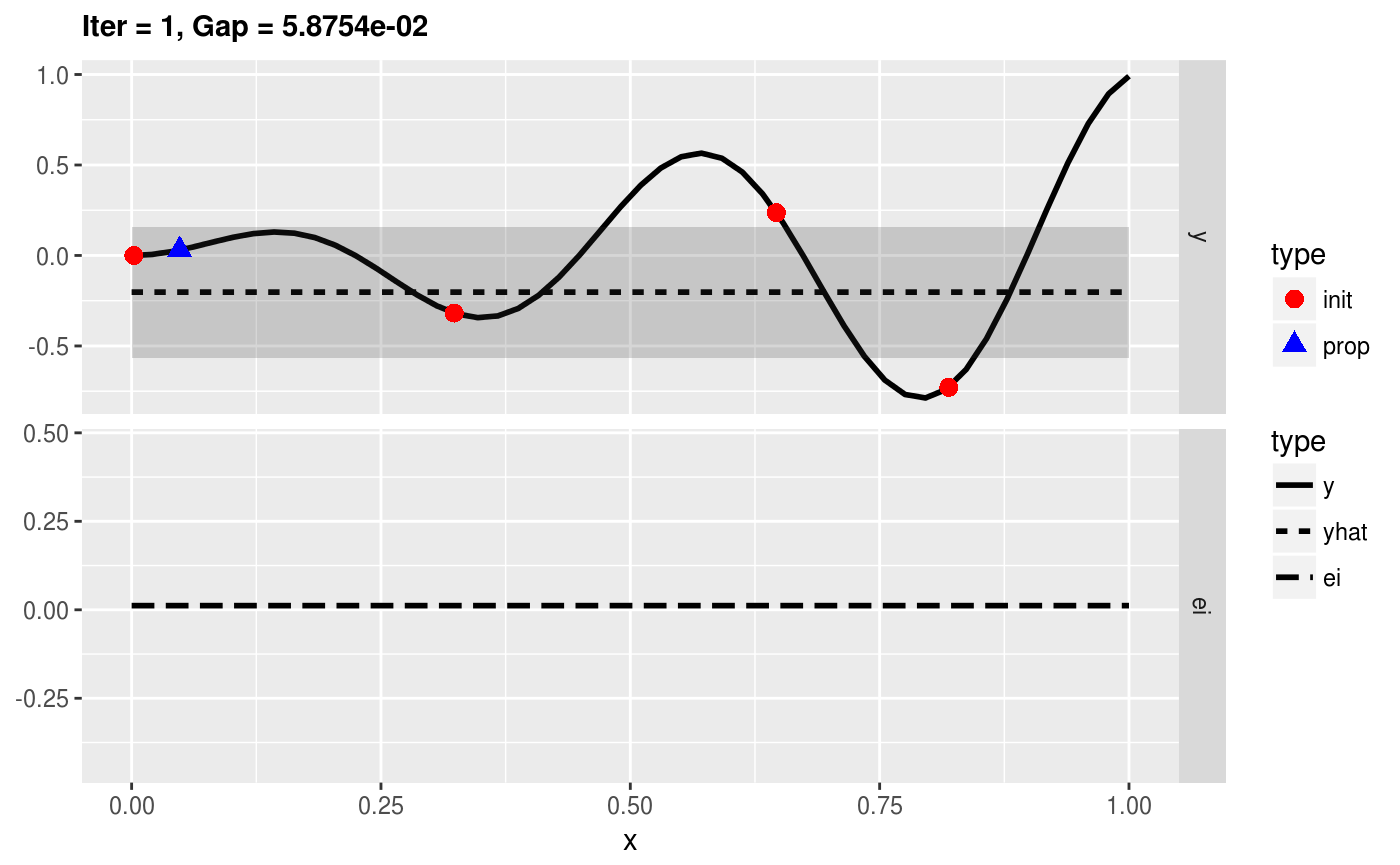 Iter = 1, Gap = 5.8754e-02
1.0
0.5
0.0
-0.5
y
0.50
0.25
0.00
-0.25
ei
0.00
0.25
0.50
0.75
1.00
x
type
init
prop
type
y
yhat
ei